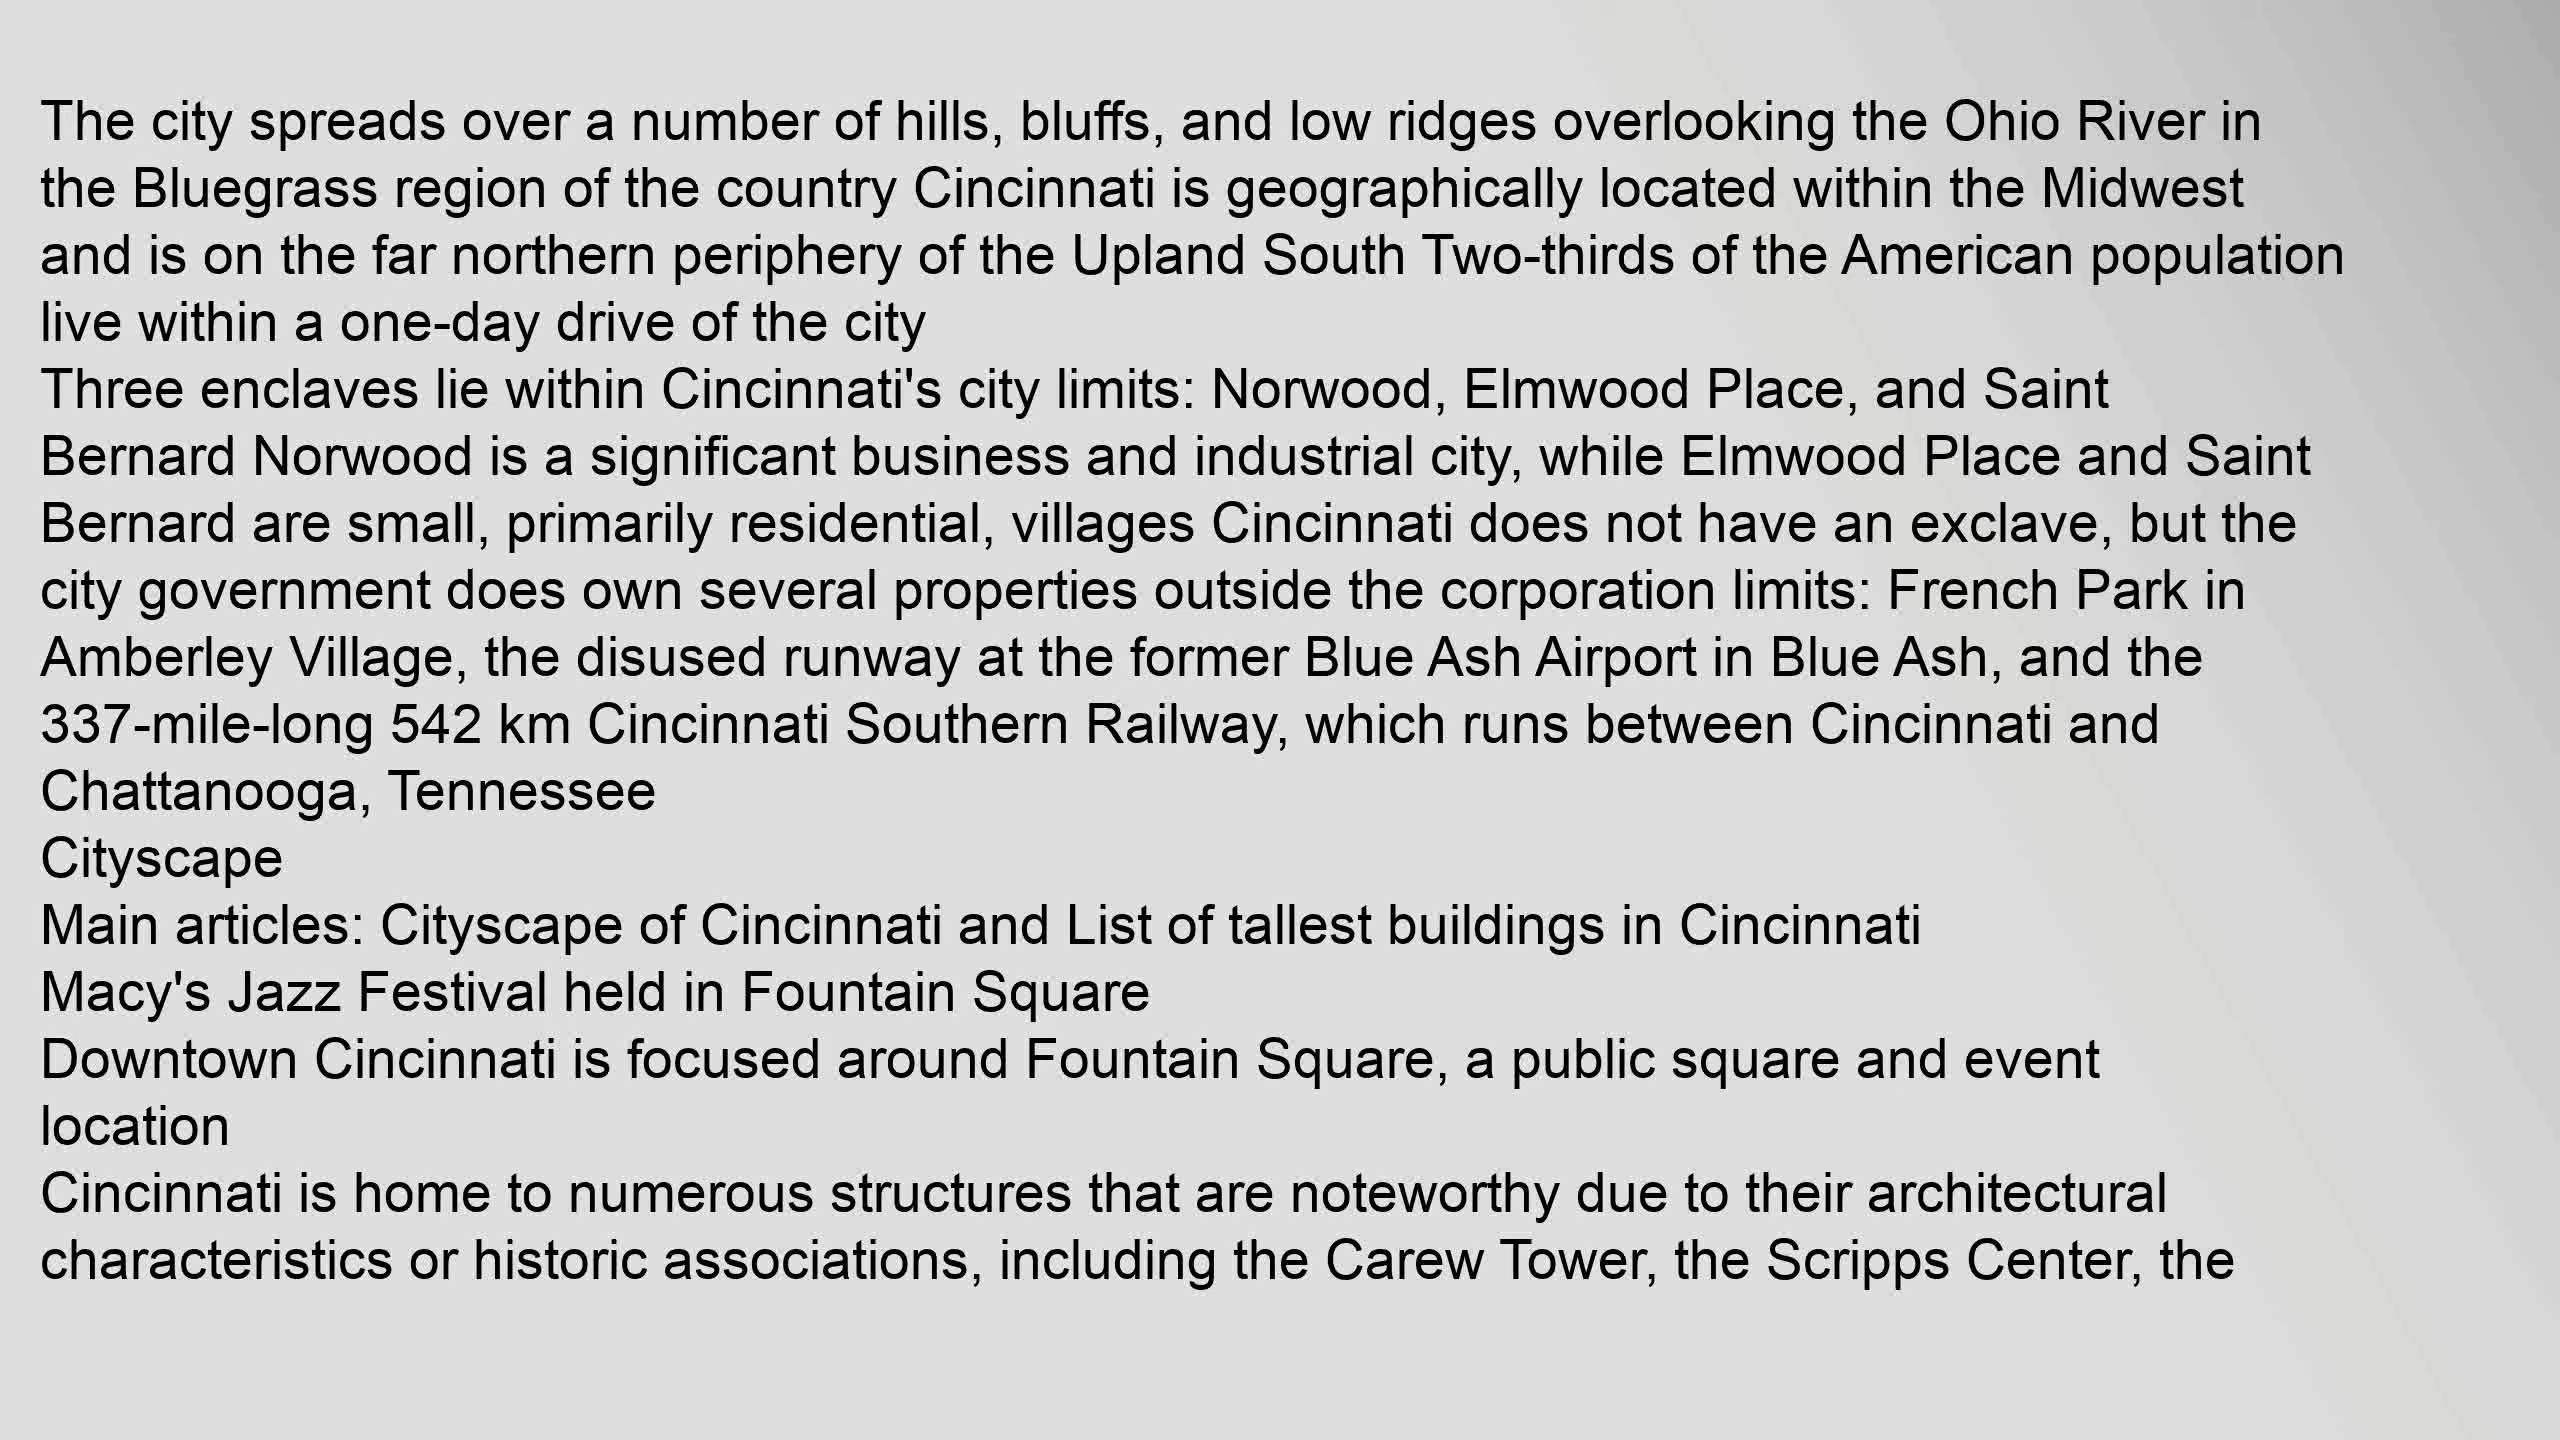 The city spreads over a number of hills, bluffs, and low ridges overlooking the Ohio River in
the Bluegrass region of the country Cincinnati is geographically located within the Midwest
and is on the far northern periphery of the Upland South Two-thirds of the American population
live within a one-day drive of the city
Three enclaves lie within Cincinnati's city limits: Norwood, Elmwood Place, and Saint
Bernard Norwood is a significant business and industrial city, while Elmwood Place and Saint
Bernard are small, primarily residential, villages Cincinnati does not have an exclave, but the
city government does own several properties outside the corporation limits: French Park in
Amberley Village, the disused runway at the former Blue Ash Airport in Blue Ash, and the
337-mile-long 542 km Cincinnati Southern Railway, which runs between Cincinnati and
Chattanooga, Tennessee
Cityscape
Main articles: Cityscape of Cincinnati and List of tallest buildings in Cincinnati
Macy's Jazz Festival held in Fountain Square
Downtown Cincinnati is focused around Fountain Square, a public square and event
location
Cincinnati is home to numerous structures that are noteworthy due to their architectural
characteristics or historic associations, including the Carew Tower, the Scripps Center, the